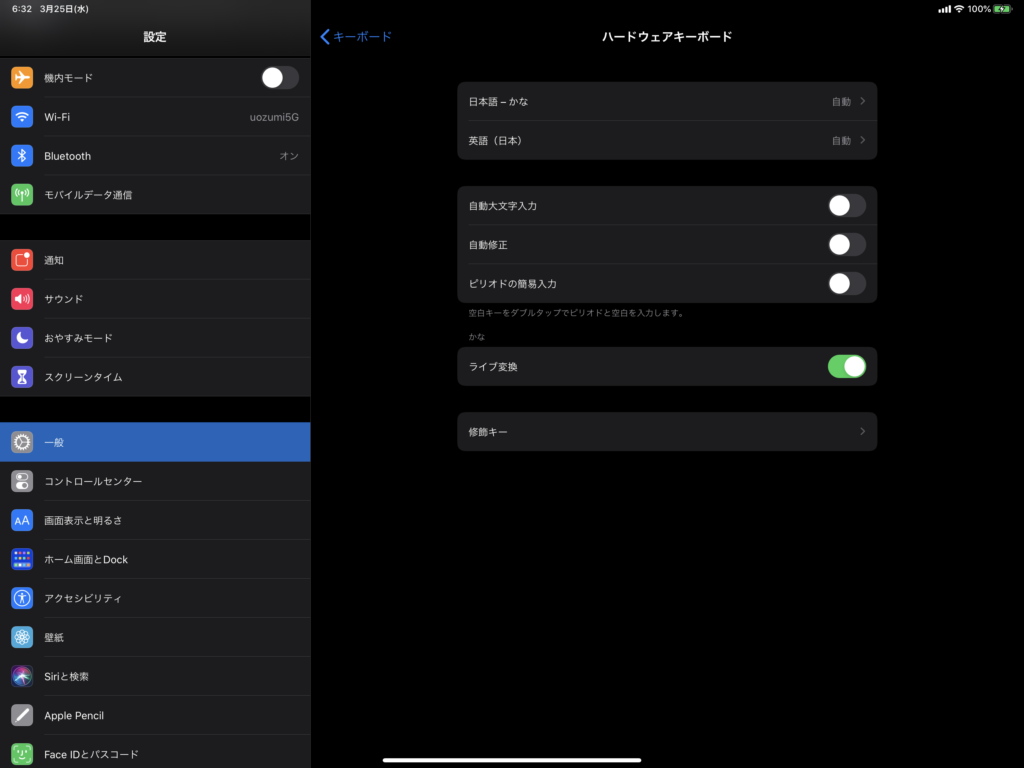 6:32 3月25日(水)
100%
設定
機内モード
Wi-Fi
uozumi5G
Bluetooth
オン
モバイルデータ通信
通知
サウンド
おやすみモード
スクリーンタイム
一般
コントロールセンター
AA
画面表示と明るさ
ホーム画面とDock
アクセシビリティ
壁紙
Siriと検索
Apple Pencil
Face IDとパスコード
キーボード
ハードウェアキーボード
日本語 – かな
自動
英語（日本）
自動
自動大文字入力
自動修正
ピリオドの簡易入力
空白キーをダブルタップでピリオドと空白を入力します。
かな
ライブ変換
修飾キー